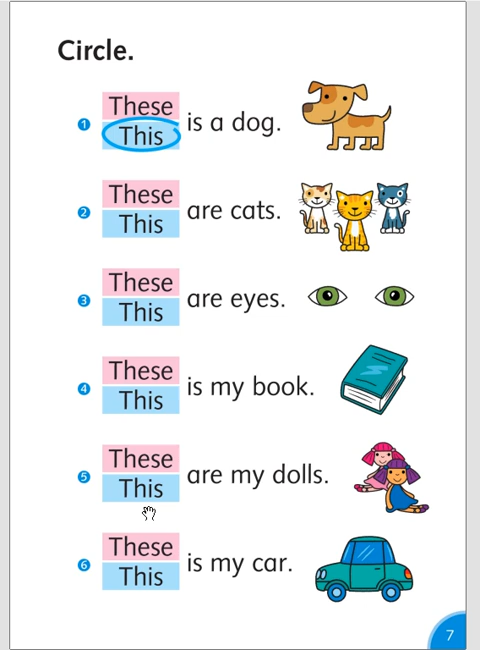 Circle.
1 These
This is a dog.
2 These
This are cats.
3 These
This are eyes.
4 These
This is my book.
5 These
This are my dolls.
6 These
This is my car.
7